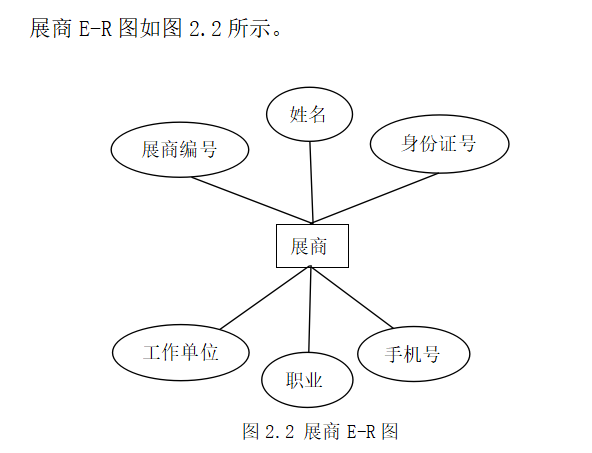 展商 E-R 图如图 2.2 所示。
姓名
展商编号
身份证号
展商
工作单位
职业
手机号
图 2.2 展商 E-R 图